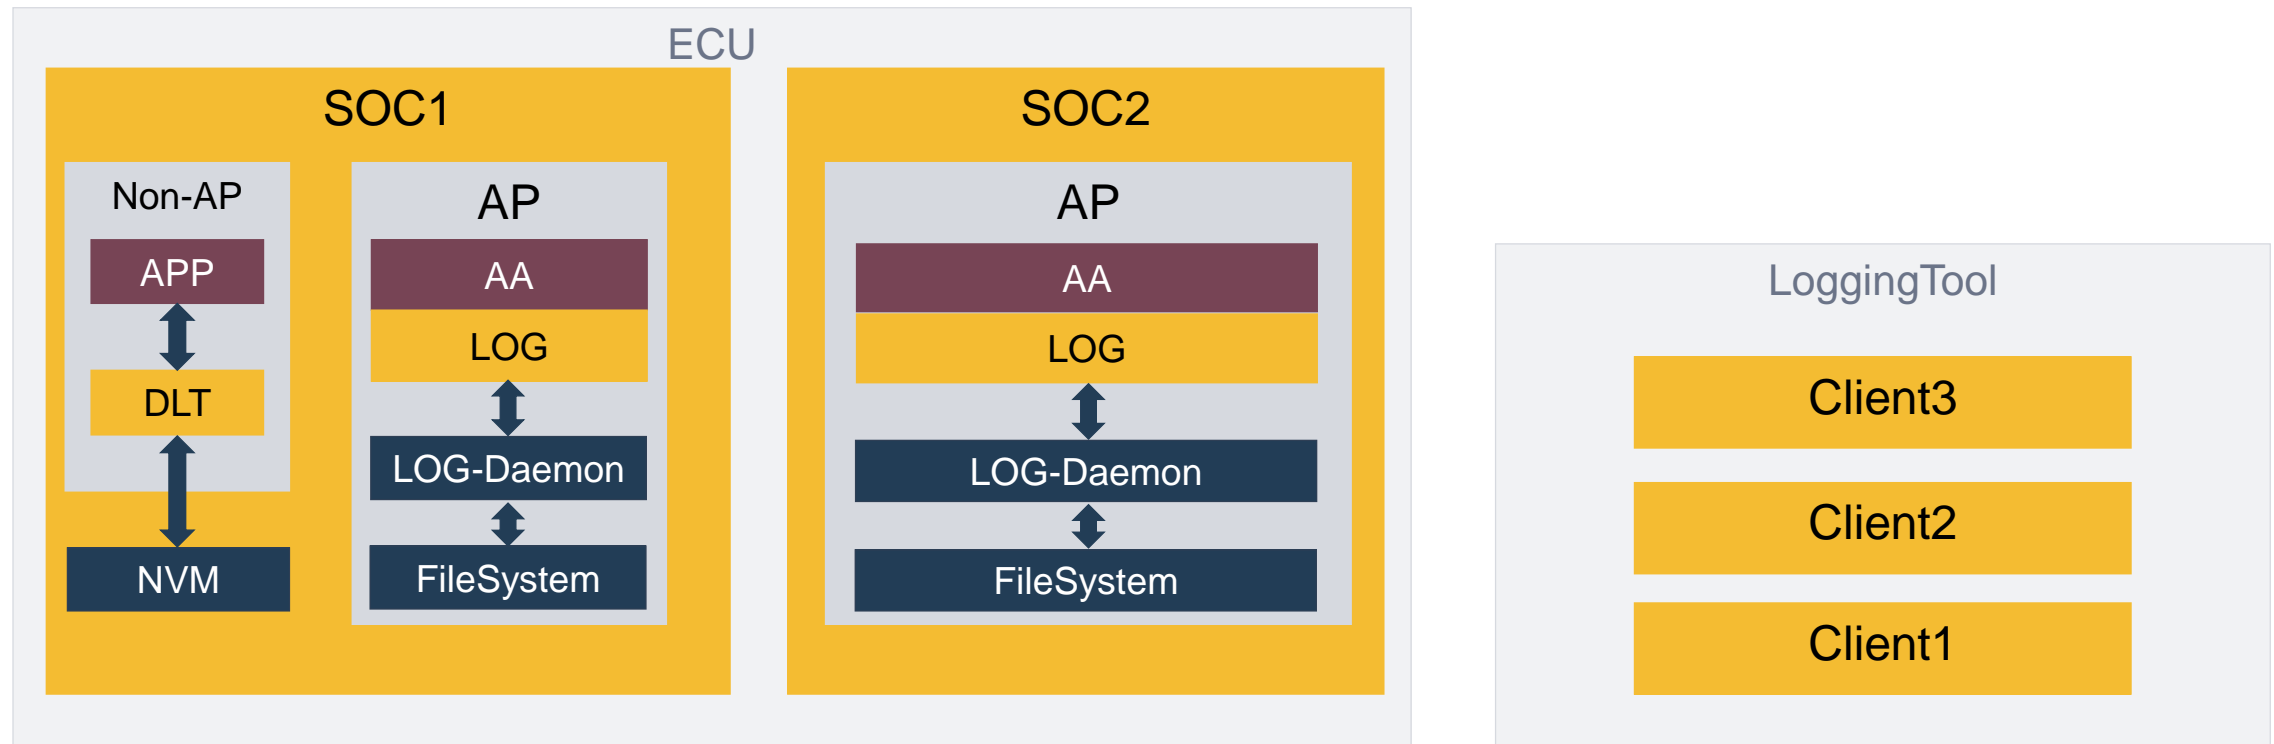 ECU
SOC1
Non-AP
APP
DLT
NVM
AP
AA
LOG
LOG-Daemon
FileSystem
SOC2
AP
AA
LOG
LOG-Daemon
FileSystem
LoggingTool
Client3
Client2
Client1